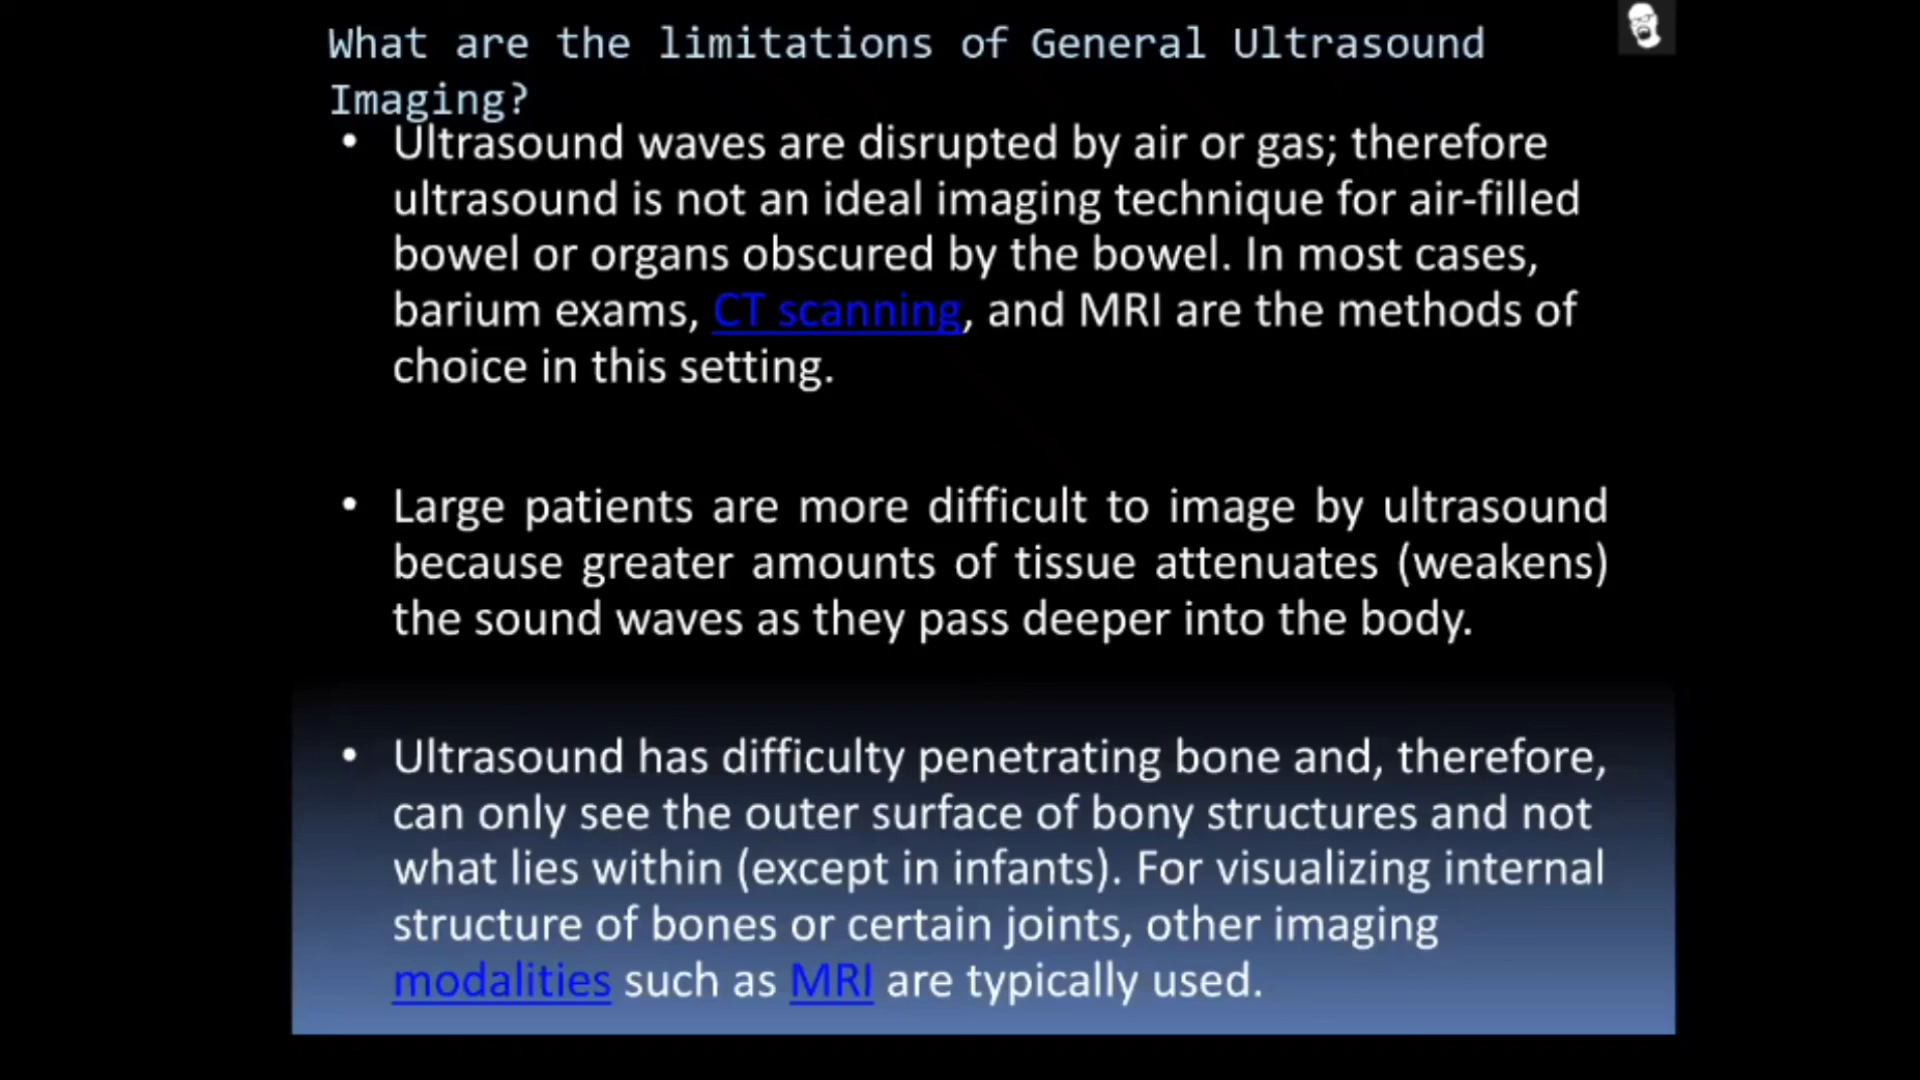 What are the limitations of General Ultrasound
Imaging?
• Ultrasound waves are disrupted by air or gas; therefore
ultrasound is not an ideal imaging technique for air-filled
bowel or organs obscured by the bowel. In most cases,
barium exams, CT scanning, and MRI are the methods of
choice in this setting.
• Large patients are more difficult to image by ultrasound
because greater amounts of tissue attenuates (weakens)
the sound waves as they pass deeper into the body.
• Ultrasound has difficulty penetrating bone and, therefore,
can only see the outer surface of bony structures and not
what lies within (except in infants). For visualizing internal
structure of bones or certain joints, other imaging
modalities such as MRI are typically used.